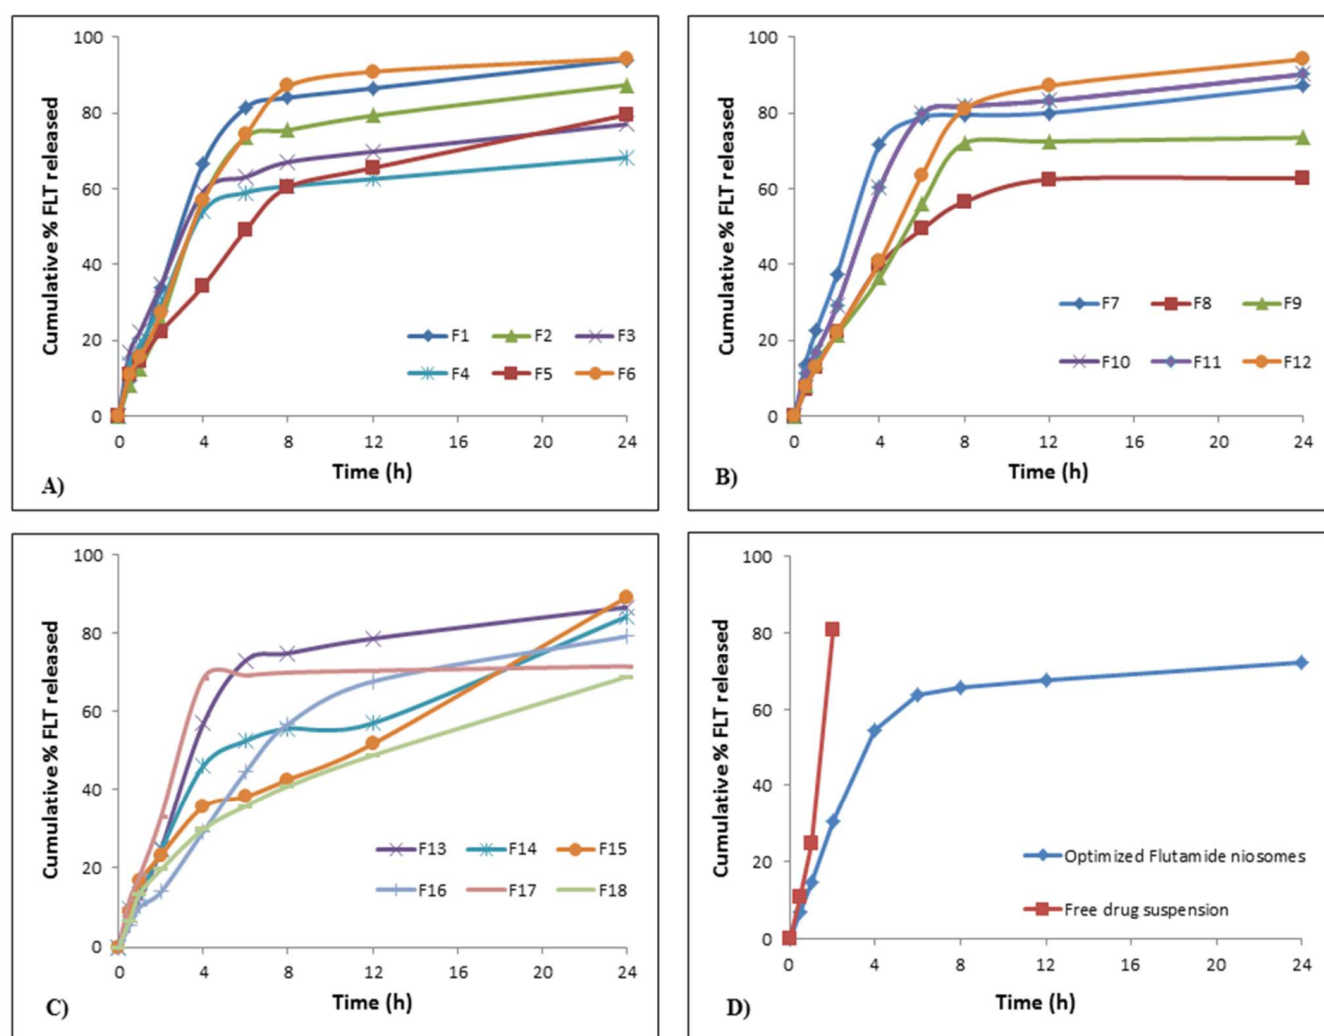 Cumulative % FLT released
100
80
60
40
20
0
0 4 8 12 16 20 24
Time (h)
F1 F2 F3
F4 F5 F6
A)
Cumulative % FLT released
100
80
60
40
20
0
0 4 8 12 16 20 24
Time (h)
F7 F8 F9
F10 F11 F12
B)
Cumulative % FLT released
100
80
60
40
20
0
0 4 8 12 16 20 24
Time (h)
F13 F14 F15
F16 F17 F18
C)
Cumulative % FLT released
100
80
60
40
20
0
0 4 8 12 16 20 24
Time (h)
Optimized Flutamide niosomes
Free drug suspension
D)